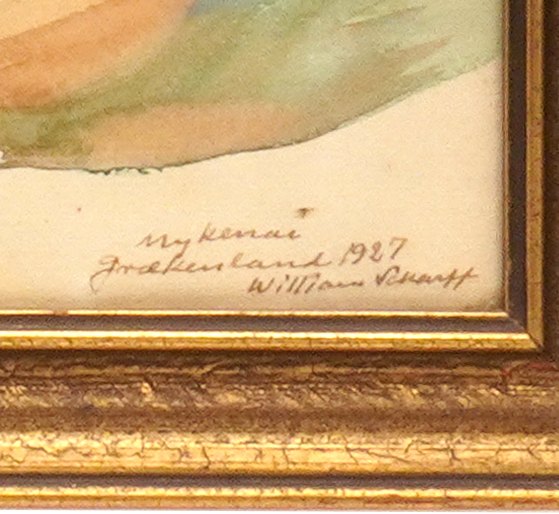 Mykenai
Grækenland 1927
William Scharff